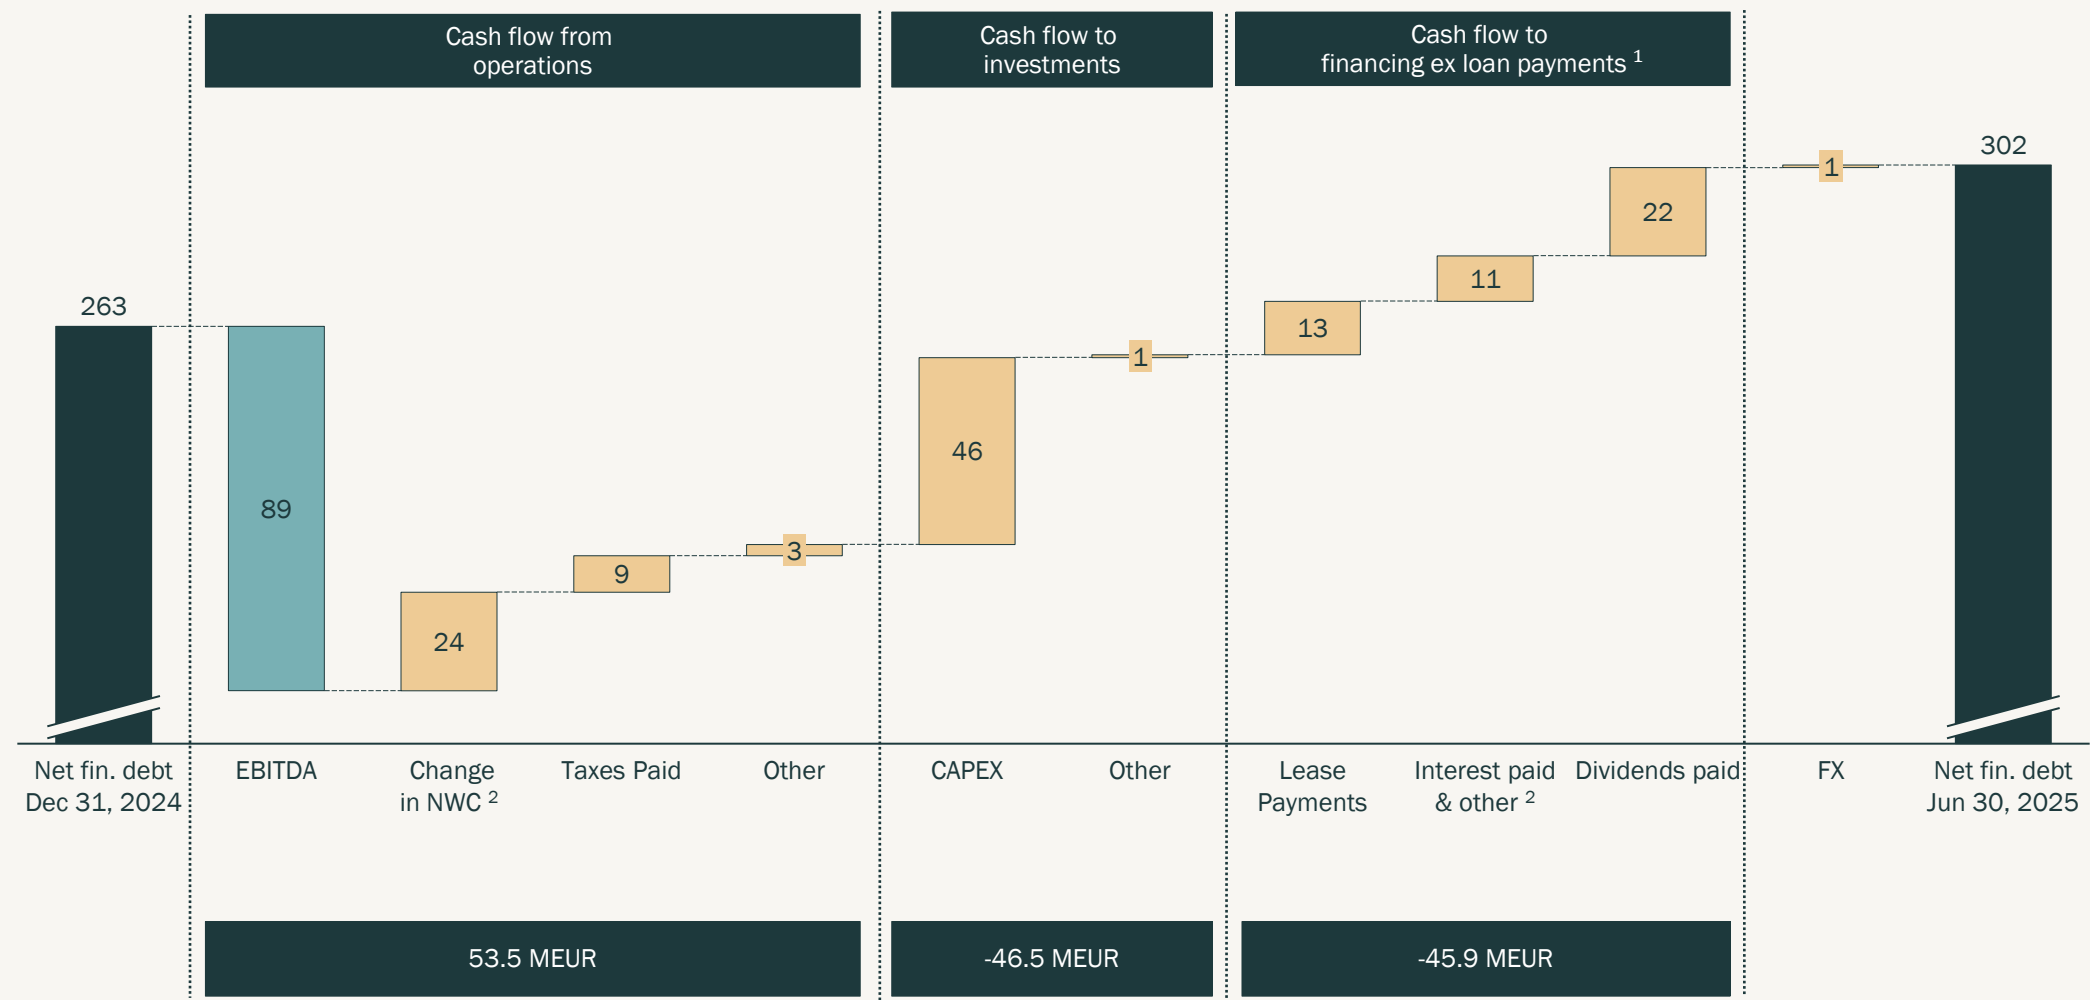 Cash flow from
operations
Cash flow to
investments
Cash flow to
financing ex loan payments 1
263
89
24
9
3
46
1
13
11
22
1
302
Net fin. debt
Dec 31, 2024
EBITDA
Change
in NWC 2
Taxes Paid
Other
CAPEX
Other
Lease
Payments
Interest paid
& other 2
Dividends paid
FX
Net fin. debt
Jun 30, 2025
53.5 MEUR
-46.5 MEUR
-45.9 MEUR